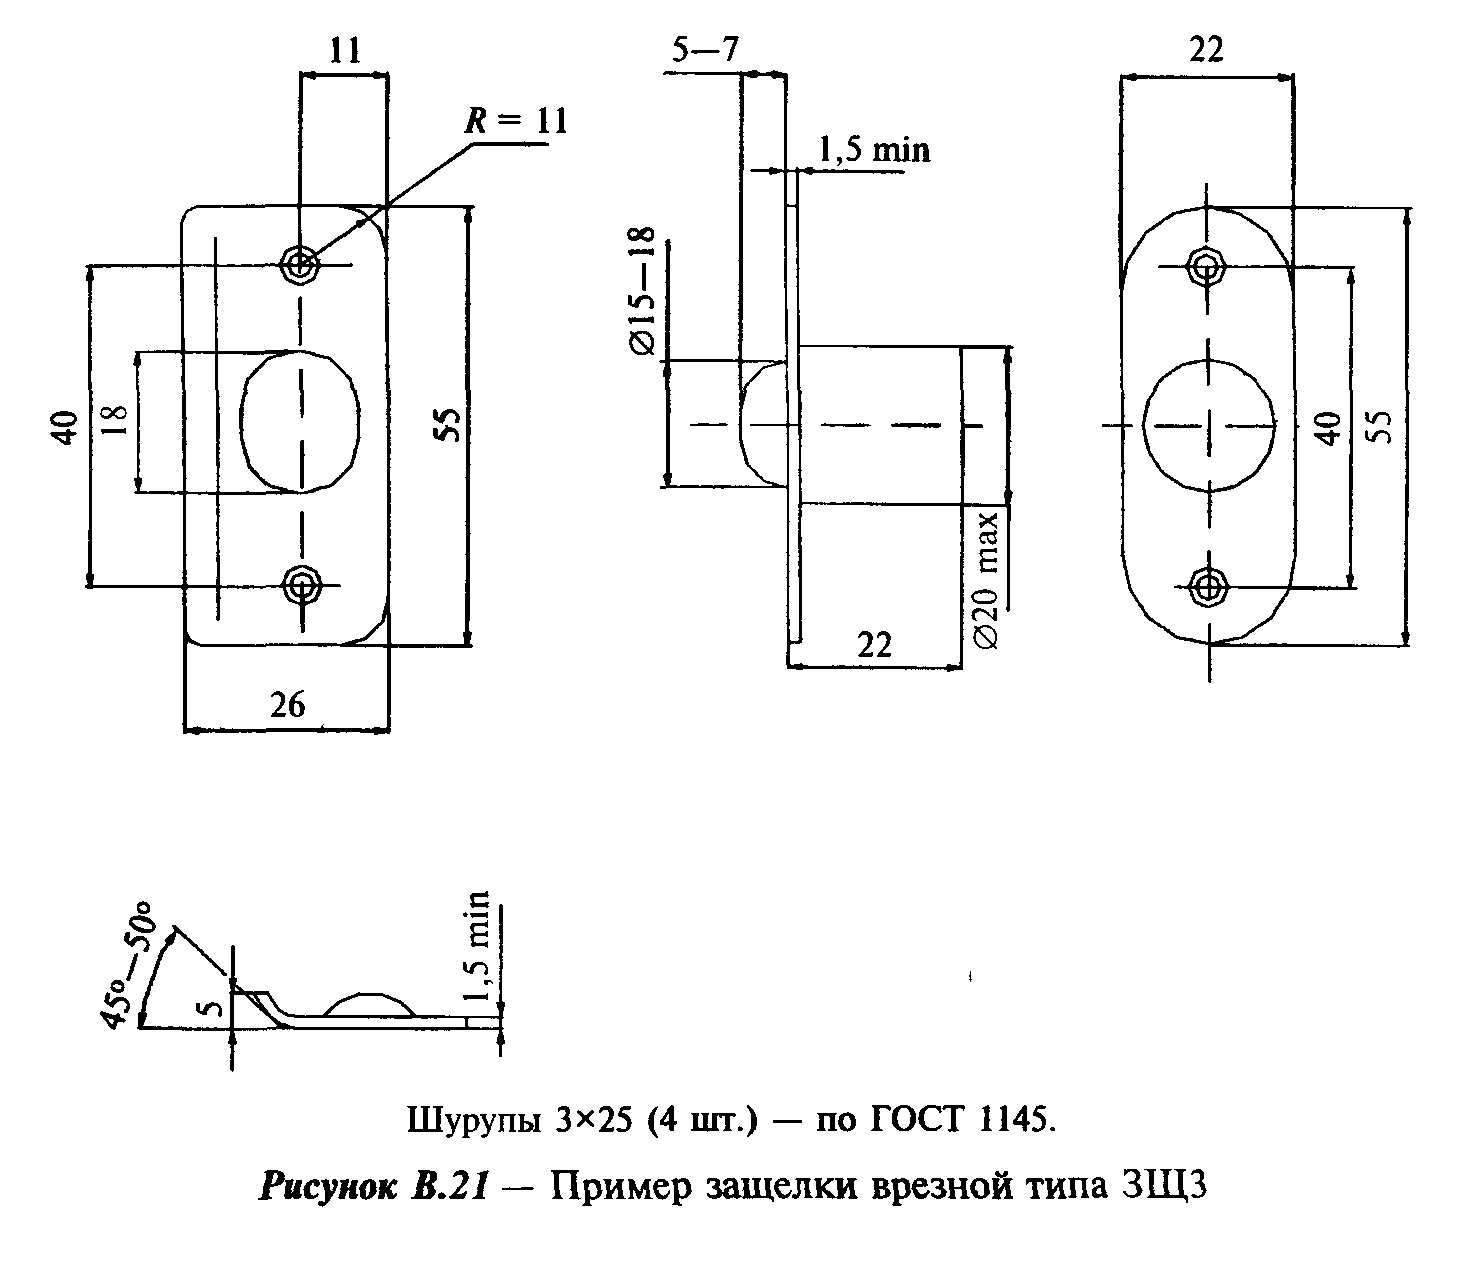 11
5—7
22
R = 11
1,5 min
40
18
55
Ø15—18
Ø20 max
22
40
55
26
45°—50°
5
1,5 min
Шурупы 3×25 (4 шт.) — по ГОСТ 1145.
Рисунок В.21 — Пример защелки врезной типа ЗЩ3